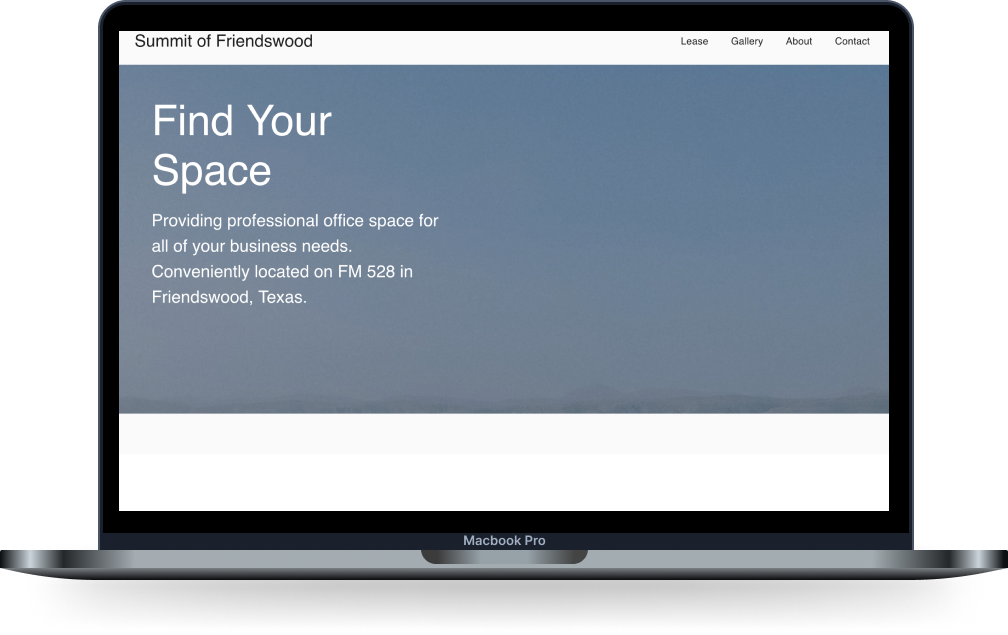 Summit of Friendswood
Lease Gallery About Contact
Find Your
Space
Providing professional office space for
all of your business needs.
Conveniently located on FM 528 in
Friendswood, Texas.
Macbook Pro